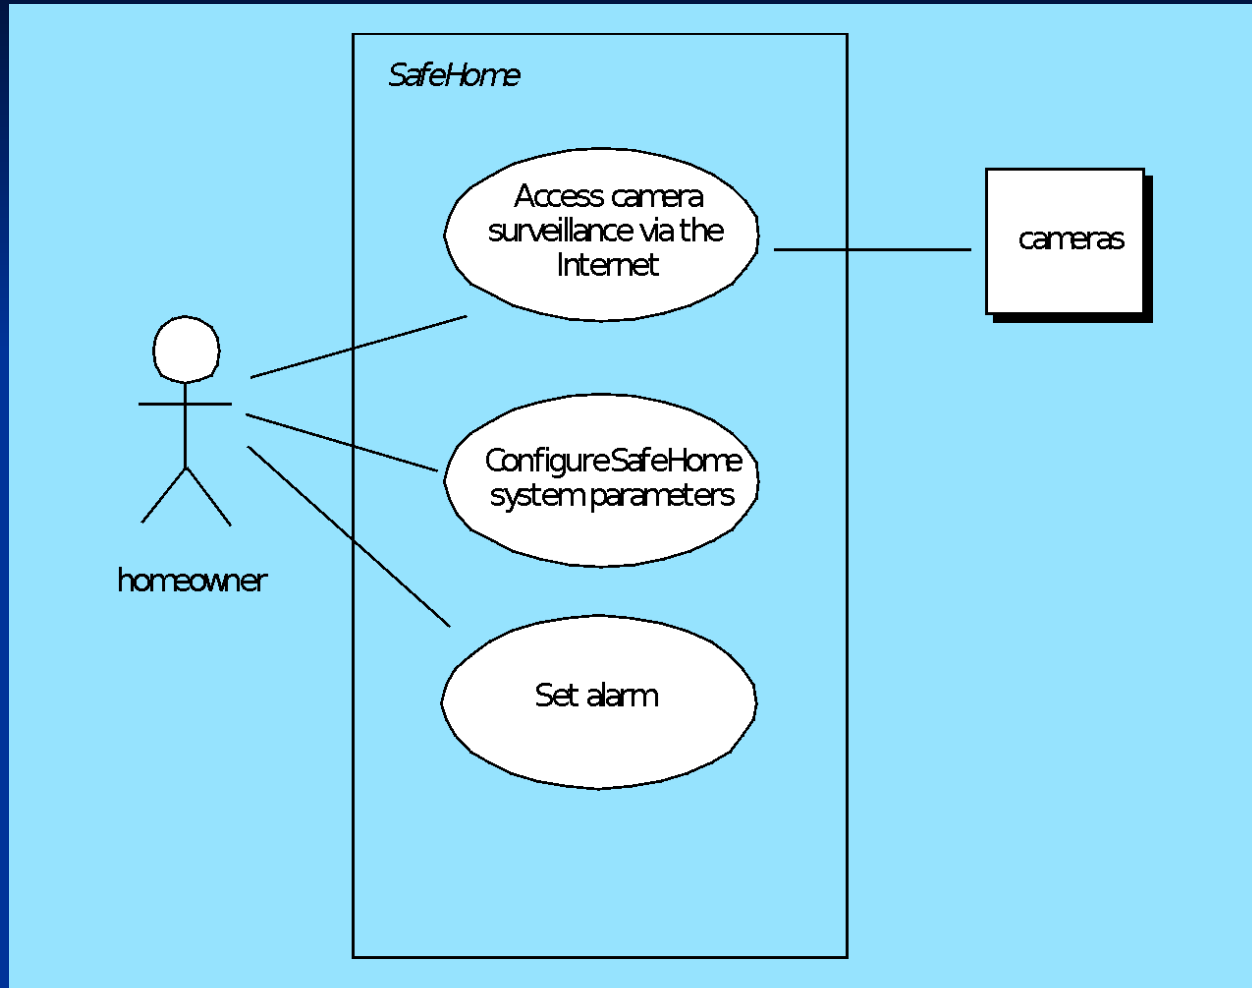 SafeHome
Access camera
surveillance via the
Internet
cameras
Configure SafeHome
system parameters
homeowner
Set alarm